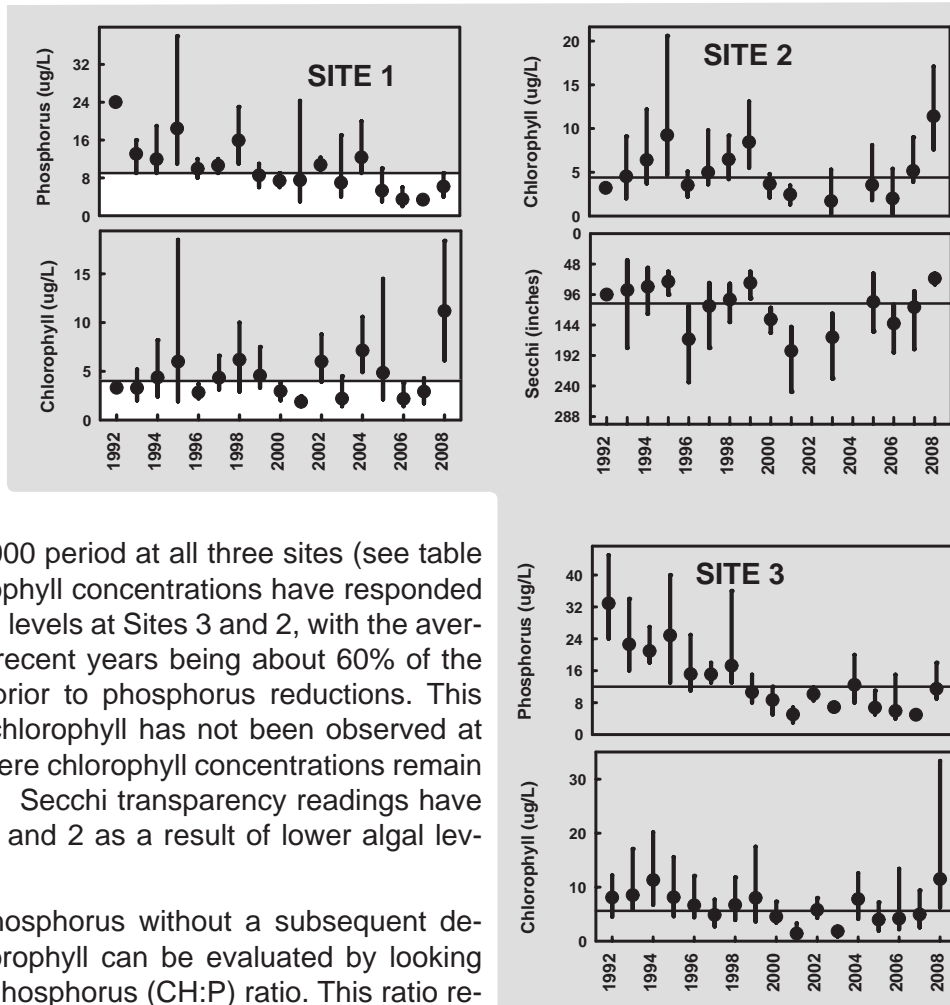 SITE 1
Phosphorus (ug/L)
32
24
16
8
0
Chlorophyll (ug/L)
15
10
5
0
1992
1994
1996
1998
2000
2002
2004
2006
2008
SITE 2
Chlorophyll (ug/L)
20
15
10
5
0
Secchi (inches)
0
48
96
144
192
240
288
1992
1994
1996
1998
2000
2002
2004
2006
2008
000 period at all three sites (see table
ophyll concentrations have responded
levels at Sites 3 and 2, with the aver-
recent years being about 60% of the
prior to phosphorus reductions. This
chlorophyll has not been observed at
ere chlorophyll concentrations remain
Secchi transparency readings have
and 2 as a result of lower algal lev-
hosphorus without a subsequent de-
orophyll can be evaluated by looking
hosphorus (CH:P) ratio. This ratio re-
SITE 3
Phosphorus (ug/L)
40
32
24
16
8
0
Chlorophyll (ug/L)
30
20
10
0
1992
1994
1996
1998
2000
2002
2004
2006
2008